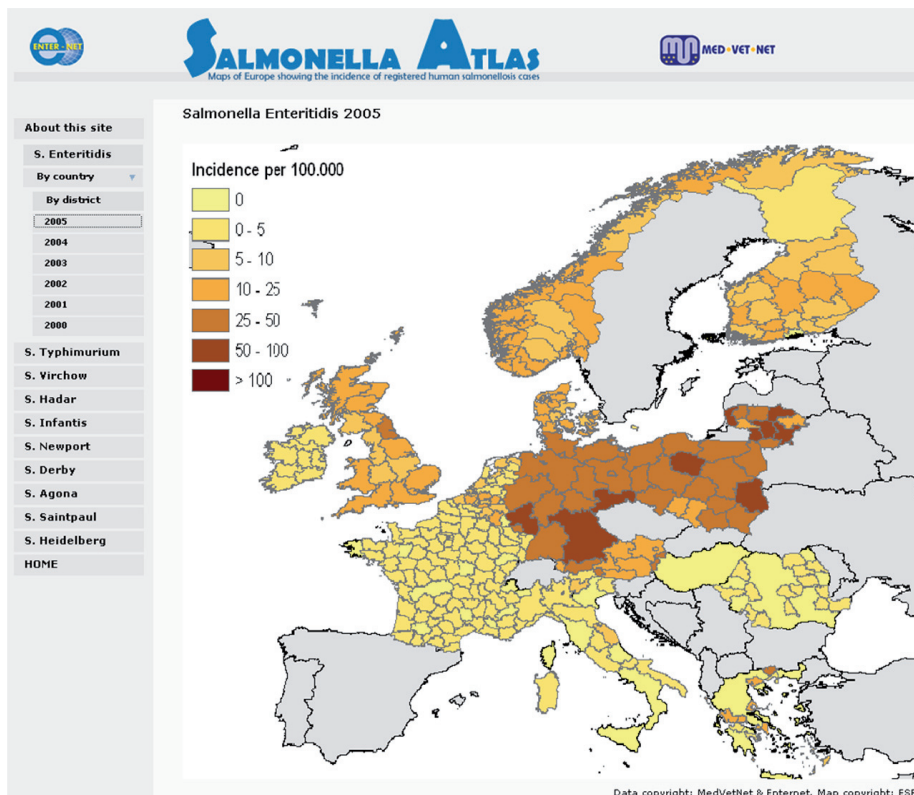 ENTER-NET
SALMONELLA ATLAS
Maps of Europe showing the incidence of registered human salmonellosis cases
MED·VET·NET
About this site
S. Enteritidis
By country
By district
2005
2004
2003
2002
2001
2000
S. Typhimurium
S. Virchow
S. Hadar
S. Infantis
S. Newport
S. Derby
S. Agona
S. Saintpaul
S. Heidelberg
HOME
Salmonella Enteritidis 2005
Incidence per 100.000
0
0 - 5
5 - 10
10 - 25
25 - 50
50 - 100
> 100
Data copyright: MedVetNet & Enternet. Map copyright: ESR